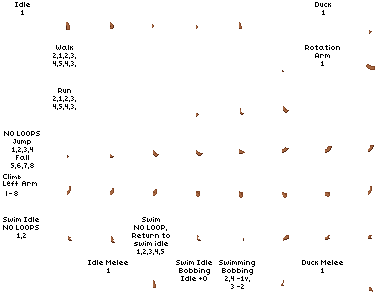 Idle
1
Duck
1
Walk
2,1,2,3,
4,5,4,3,
Rotation
Arm
1
Run
2,1,2,3,
4,5,4,3,
NO LOOPS
Jump
1,2,3,4
Fall
5,6,7,8
Climb
Left Arm
1-8
Swim Idle
NO LOOPS
1,2
Swim
NO LOOP,
Return to
swim idle
1,2,3,4,5
Idle Melee
1
Swim Idle
Bobbing
Idle +0
Swimming
Bobbing
2,4 -1v,
3 -2
Duck Melee
1